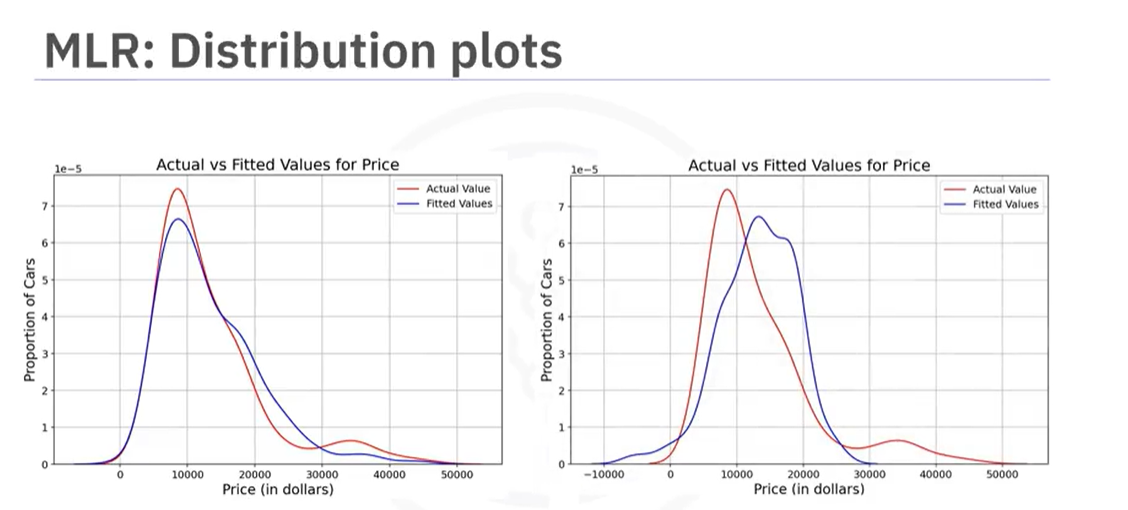 MLR: Distribution plots
Actual vs Fitted Values for Price
1e−5
Actual Value
Fitted Values
7
6
5
4
3
2
1
0
Proportion of Cars
0 10000 20000 30000 40000 50000
Price (in dollars)
Actual vs Fitted Values for Price
1e−5
Actual Value
Fitted Values
7
6
5
4
3
2
1
0
Proportion of Cars
−10000 0 10000 20000 30000 40000 50000
Price (in dollars)